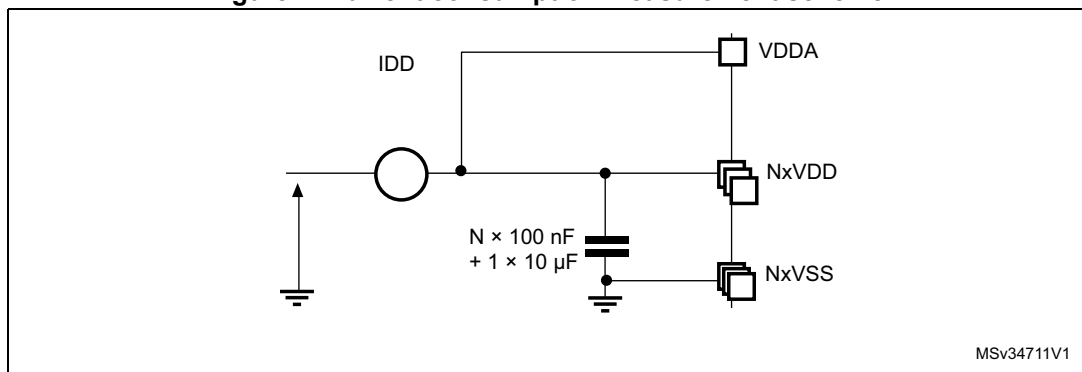 IDD
VDDA
NxVDD
N × 100 nF
+ 1 × 10 µF
NxVSS
MSv34711V1